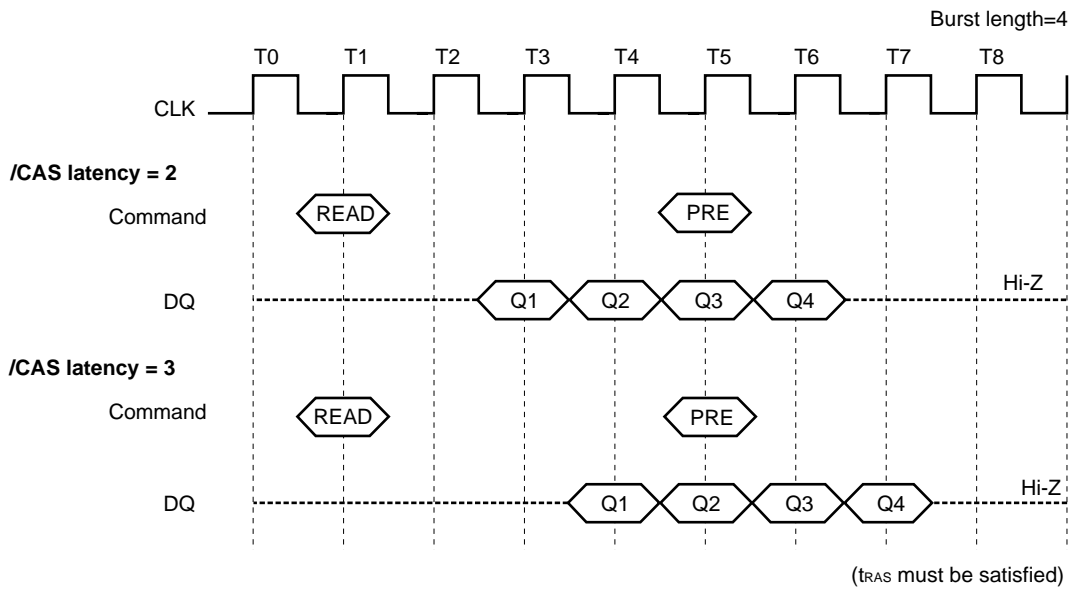 Burst length=4
T0 T1 T2 T3 T4 T5 T6 T7 T8
CLK
/CAS latency = 2
Command READ PRE
Hi-Z
DQ Q1 Q2 Q3 Q4
/CAS latency = 3
Command READ PRE
Hi-Z
DQ Q1 Q2 Q3 Q4
(tRAS must be satisfied)